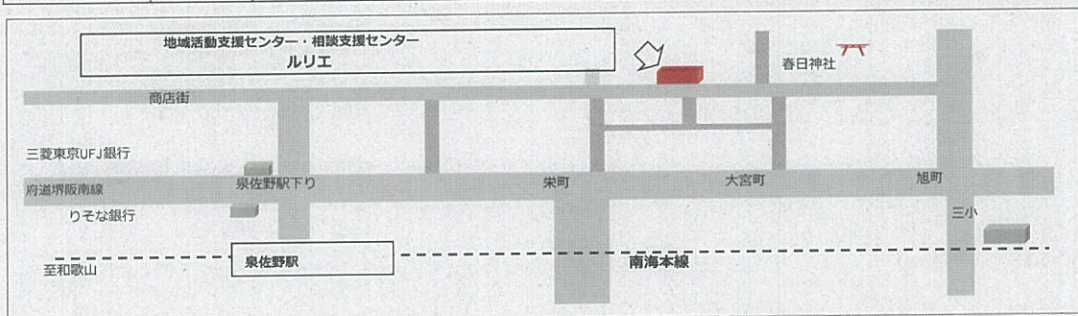 地域活動支援センター・相談支援センター
ルリエ
春日神社
商店街
三菱東京UFJ銀行
府道堺阪南線
泉佐野駅下り
栄町
大宮町
旭町
りそな銀行
三小
至和歌山
泉佐野駅
南海本線